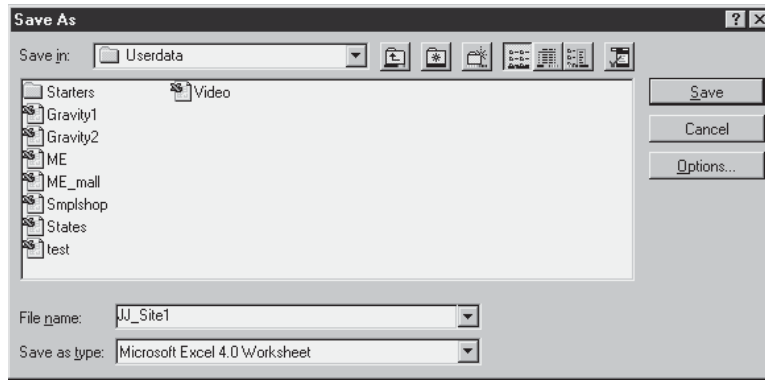 Save As
Save in: Userdata
Starters
Gravity1
Gravity2
ME
ME_mall
Smplshop
States
test
Video
Save
Cancel
Options...
File name: JJ_Site1
Save as type: Microsoft Excel 4.0 Worksheet